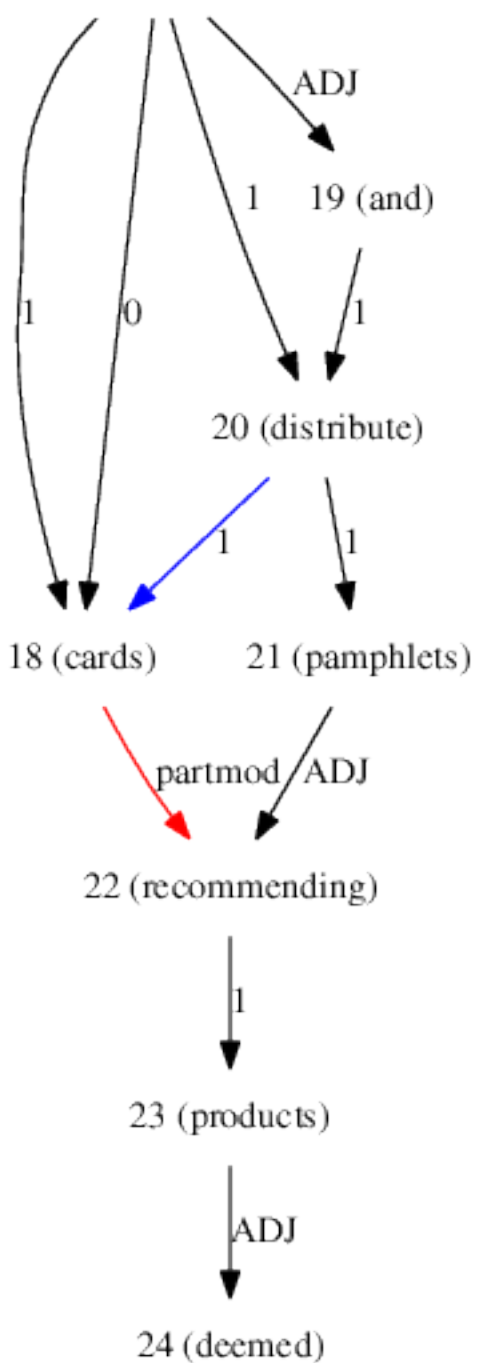 ADJ
1 19 (and)
1 0 1
20 (distribute)
1 1
18 (cards) 21 (pamphlets)
partmod ADJ
22 (recommending)
1
23 (products)
ADJ
24 (deemed)